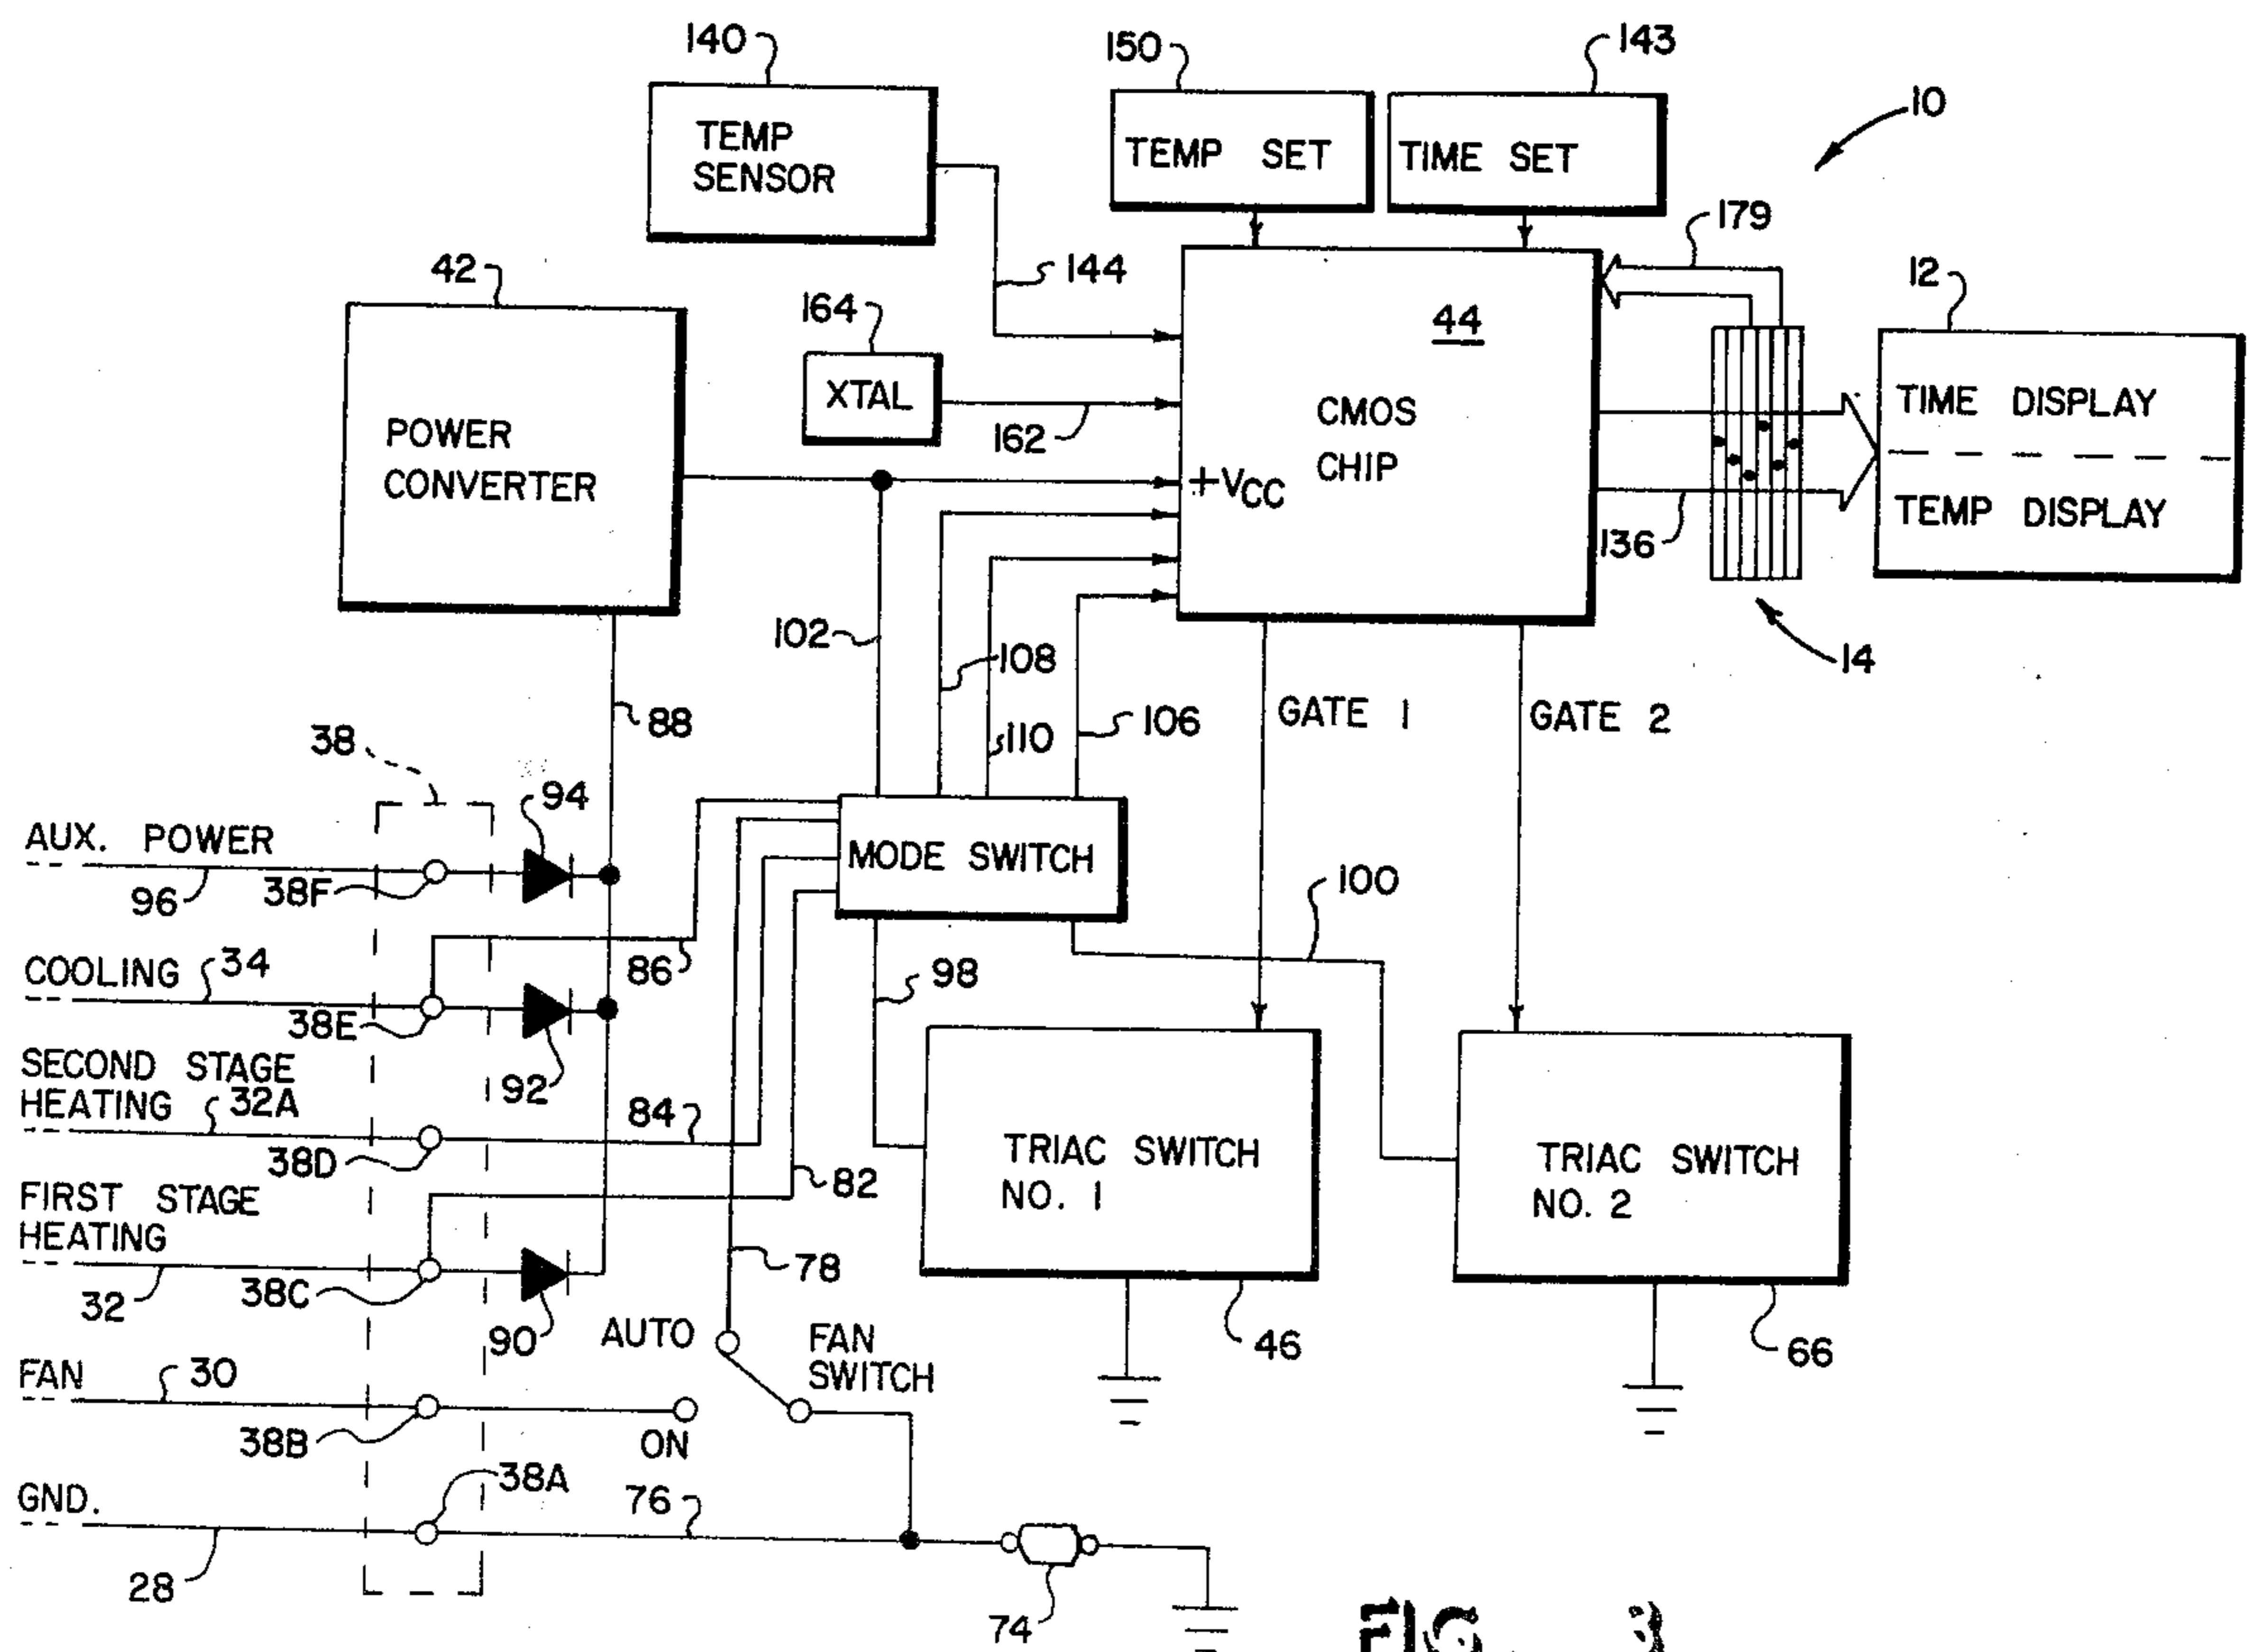 140
150
143
10
TEMP
SENSOR
TEMP SET
TIME SET
179
42
144
12
164
44
XTAL
POWER
CONVERTER
162
CMOS
CHIP
+VCC
TIME DISPLAY
TEMP DISPLAY
136
102
108
14
88
110
106
GATE 1
GATE 2
38
94
AUX. POWER
MODE SWITCH
96
38F
100
COOLING 34
86
98
38E
SECOND STAGE
HEATING 32A
92
84
38D
TRIAC SWITCH
NO. 1
TRIAC SWITCH
NO. 2
82
FIRST STAGE
HEATING
78
32
38C
90
AUTO
FAN
SWITCH
46
66
FAN 30
38B
ON
38A
GND.
76
28
74